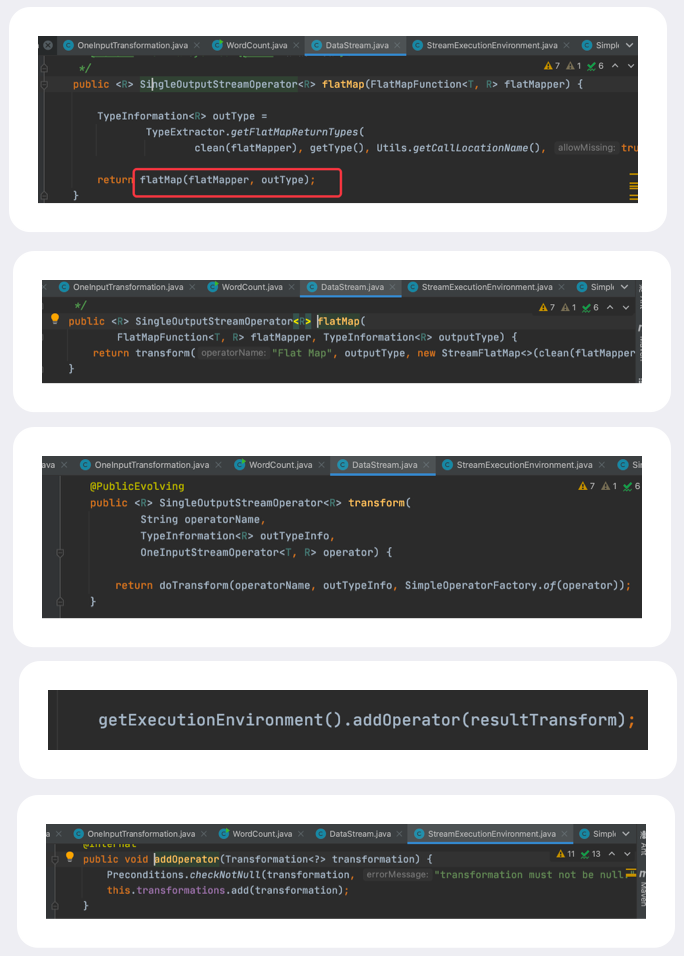 OneInputTransformation.java WordCount.java DataStream.java StreamExecutionEnvironment.java Simpl
*/ 7 1 6
public <R> SingleOutputStreamOperator<R> flatMap(FlatMapFunction<T, R> flatMapper) {
TypeInformation<R> outType =
TypeExtractor.getFlatMapReturnTypes(
clean(flatMapper), getType(), Utils.getCallLocationName(), allowMissing: tru
return flatMap(flatMapper, outType);
}
OneInputTransformation.java WordCount.java DataStream.java StreamExecutionEnvironment.java Simpl
*/ 7 1 6
public <R> SingleOutputStreamOperator<R> flatMap(
FlatMapFunction<T, R> flatMapper, TypeInformation<R> outputType) {
return transform( operatorName: "Flat Map", outputType, new StreamFlatMap<>(clean(flatMapper
}
ava OneInputTransformation.java WordCount.java DataStream.java StreamExecutionEnvironment.java
@PublicEvolving 7 1 6
public <R> SingleOutputStreamOperator<R> transform(
String operatorName,
TypeInformation<R> outTypeInfo,
OneInputStreamOperator<T, R> operator) {
return doTransform(operatorName, outTypeInfo, SimpleOperatorFactory.of(operator));
}
getExecutionEnvironment().addOperator(resultTransform);
a OneInputTransformation.java WordCount.java DataStream.java StreamExecutionEnvironment.java Simpl
@Internal
public void addOperator(Transformation<?> transformation) { 11 13
Preconditions.checkNotNull(transformation, errorMessage: "transformation must not be null
this.transformations.add(transformation);
}
Ant
Maven